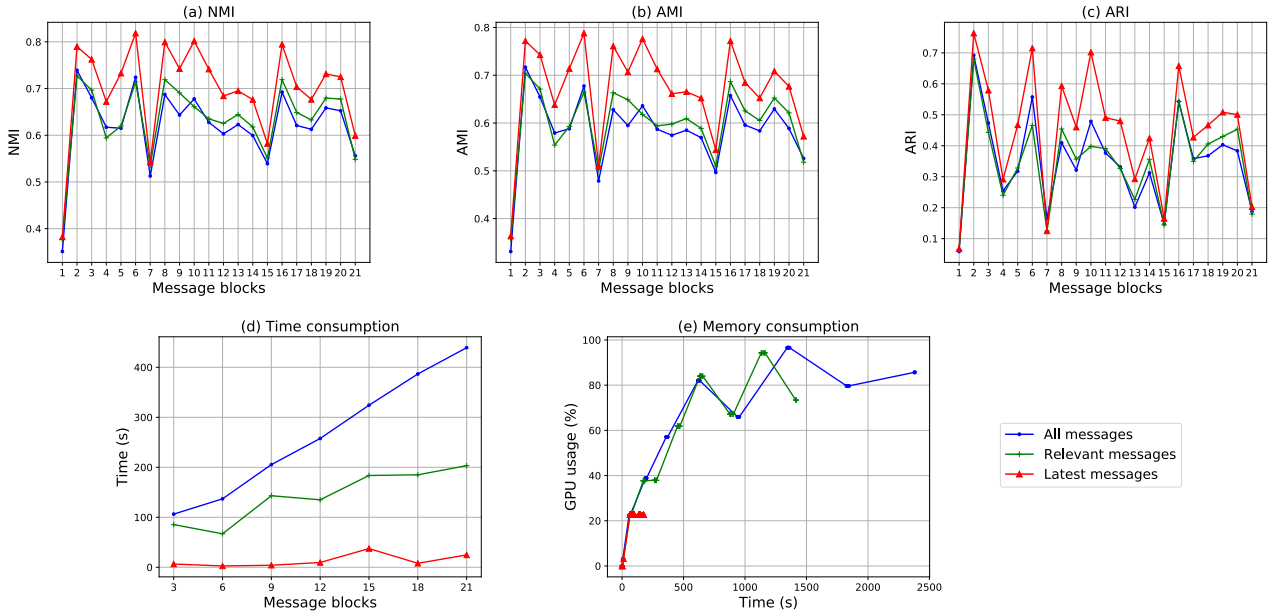 (a) NMI
NMI
0.8
0.7
0.6
0.5
0.4
1 2 3 4 5 6 7 8 9 10 11 12 13 14 15 16 17 18 19 20 21
Message blocks
(b) AMI
AMI
0.8
0.7
0.6
0.5
0.4
1 2 3 4 5 6 7 8 9 10 11 12 13 14 15 16 17 18 19 20 21
Message blocks
(c) ARI
ARI
0.7
0.6
0.5
0.4
0.3
0.2
0.1
1 2 3 4 5 6 7 8 9 10 11 12 13 14 15 16 17 18 19 20 21
Message blocks
(d) Time consumption
Time (s)
400
300
200
100
0
3 6 9 12 15 18 21
Message blocks
(e) Memory consumption
GPU usage (%)
100
80
60
40
20
0
0 500 1000 1500 2000 2500
Time (s)
All messages
Relevant messages
Latest messages